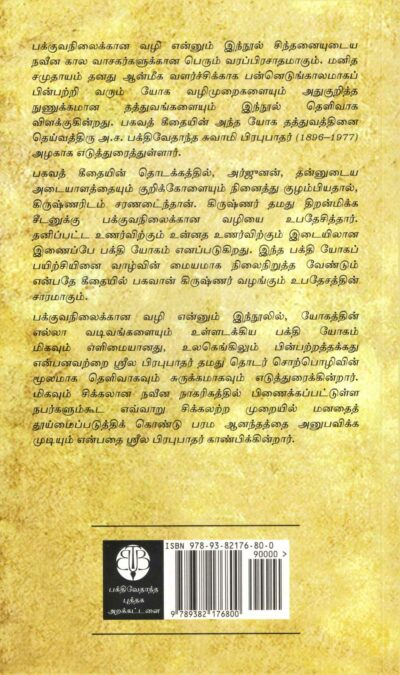 பக்குவநிலைக்கான வழி என்னும் இந்நூல் சிந்தனையுடைய
நவீன கால வாசகர்களுக்கான பெரும் வரப்பிரசாதமாகும். மனித
சமுதாயம் தனது ஆன்மீக வளர்ச்சிக்காக பன்னெடுங்காலமாகப்
பின்பற்றி வரும் யோக வழிமுறைகளையும் அதுகுறித்த
நுணுக்கமான தத்துவங்களையும் இந்நூல் தெளிவாக
விளக்குகின்றது. பகவத் கீதையின் அந்த யோக தத்துவத்தினை
தெய்வத்திரு அ.ச. பக்திவேதாந்த சுவாமி பிரபுபாதர் (1896–1977)
அழகாக எடுத்துரைத்துள்ளார்.
பகவத் கீதையின் தொடக்கத்தில், அர்ஜுனன், தன்னுடைய
அடையாளத்தையும் குறிக்கோளையும் நினைத்து குழம்பியதால்,
கிருஷ்ணரிடம் சரணடைந்தான். கிருஷ்ணர் தமது திறன்மிக்க
சீடனுக்கு பக்குவநிலைக்கான வழியை உபதேசித்தார்.
தனிப்பட்ட உணர்விற்கும் உன்னத உணர்விற்கும் இடையிலான
இணைப்பே பக்தி யோகம் எனப்படுகிறது. இந்த பக்தி யோகப்
பயிற்சியினை வாழ்வின் மையமாக நிலைநிறுத்த வேண்டும்
என்பதே கீதையில் பகவான் கிருஷ்ணர் வழங்கும் உபதேசத்தின்
சாரமாகும்.
பக்குவநிலைக்கான வழி என்னும் இந்நூலில், யோகத்தின்
எல்லா வடிவங்களையும் உள்ளடக்கிய பக்தி யோகம்
மிகவும் எளிமையானது, உலகெங்கிலும் பின்பற்றத்தக்கது
என்பனவற்றை ஸ்ரீல பிரபுபாதர் தமது தொடர் சொற்பொழிவின்
மூலமாக தெளிவாகவும் சுருக்கமாகவும் எடுத்துரைக்கின்றார்.
மிகவும் சிக்கலான நவீன நாகரிகத்தில் பிணைக்கப்பட்டுள்ள
நபர்களும்கூட எவ்வாறு சிக்கலற்ற முறையில் மனதைத்
தூய்மைப்படுத்திக் கொண்டு பரம ஆனந்தத்தை அனுபவிக்க
முடியும் என்பதை ஸ்ரீல பிரபுபாதர் காண்பிக்கின்றார்.
ISBN 978-93-82176-80-0
90000 >
9 789382 176800
BBT
பக்திவேதாந்த
புத்தக
அறக்கட்டளை